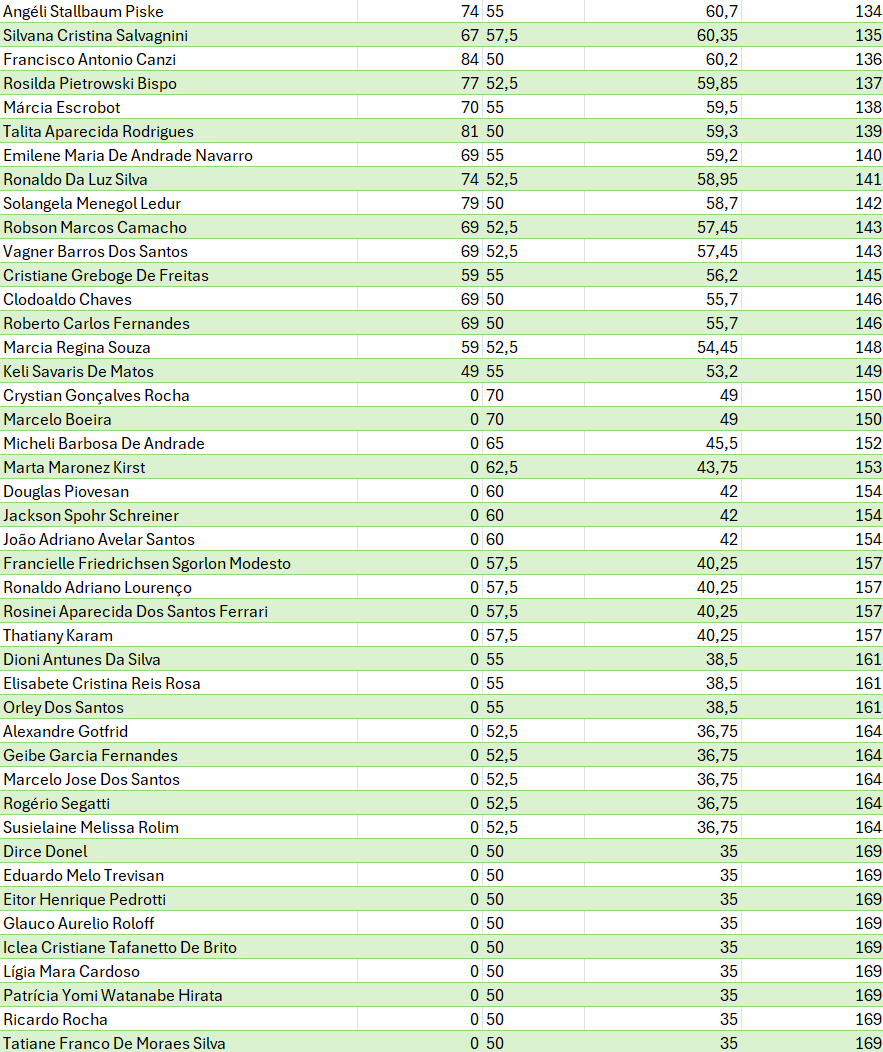 Angéli Stallbaum Piske 74 55 60,7 134
Silvana Cristina Salvagnini 67 57,5 60,35 135
Francisco Antonio Canzi 84 50 60,2 136
Rosilda Pietrowski Bispo 77 52,5 59,85 137
Márcia Escrobot 70 55 59,5 138
Talita Aparecida Rodrigues 81 50 59,3 139
Emilene Maria De Andrade Navarro 69 55 59,2 140
Ronaldo Da Luz Silva 74 52,5 58,95 141
Solangela Menegol Ledur 79 50 58,7 142
Robson Marcos Camacho 69 52,5 57,45 143
Vagner Barros Dos Santos 69 52,5 57,45 143
Cristiane Greboge De Freitas 59 55 56,2 145
Clodoaldo Chaves 69 50 55,7 146
Roberto Carlos Fernandes 69 50 55,7 146
Marcia Regina Souza 59 52,5 54,45 148
Keli Savaris De Matos 49 55 53,2 149
Crystian Gonçalves Rocha 0 70 49 150
Marcelo Boeira 0 70 49 150
Micheli Barbosa De Andrade 0 65 45,5 152
Marta Maronez Kirst 0 62,5 43,75 153
Douglas Piovesan 0 60 42 154
Jackson Spohr Schreiner 0 60 42 154
João Adriano Avelar Santos 0 60 42 154
Francielle Friedrichsen Sgorlon Modesto 0 57,5 40,25 157
Ronaldo Adriano Lourenço 0 57,5 40,25 157
Rosinei Aparecida Dos Santos Ferrari 0 57,5 40,25 157
Thatiany Karam 0 57,5 40,25 157
Dioni Antunes Da Silva 0 55 38,5 161
Elisabete Cristina Reis Rosa 0 55 38,5 161
Orley Dos Santos 0 55 38,5 161
Alexandre Gotfrid 0 52,5 36,75 164
Geibe Garcia Fernandes 0 52,5 36,75 164
Marcelo Jose Dos Santos 0 52,5 36,75 164
Rogério Segatti 0 52,5 36,75 164
Susielaine Melissa Rolim 0 52,5 36,75 164
Dirce Donel 0 50 35 169
Eduardo Melo Trevisan 0 50 35 169
Eitor Henrique Pedrotti 0 50 35 169
Glauco Aurelio Roloff 0 50 35 169
Iclea Cristiane Tafanetto De Brito 0 50 35 169
Lígia Mara Cardoso 0 50 35 169
Patrícia Yomi Watanabe Hirata 0 50 35 169
Ricardo Rocha 0 50 35 169
Tatiane Franco De Moraes Silva 0 50 35 169